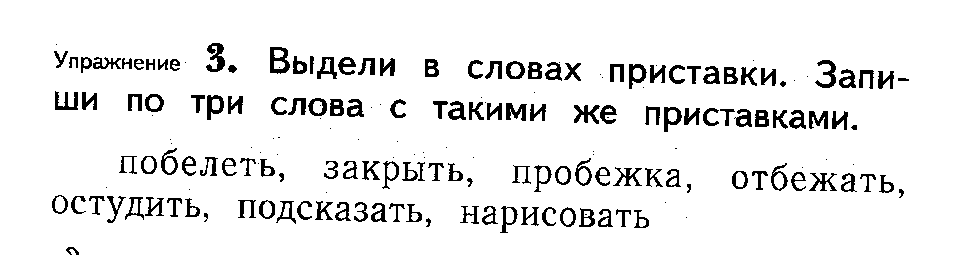 Упражнение 3. Выдели в словах приставки. Запи-
ши по три слова с такими же приставками.
побелеть, закрыть, пробежка, отбежать,
остудить, подсказать, нарисовать